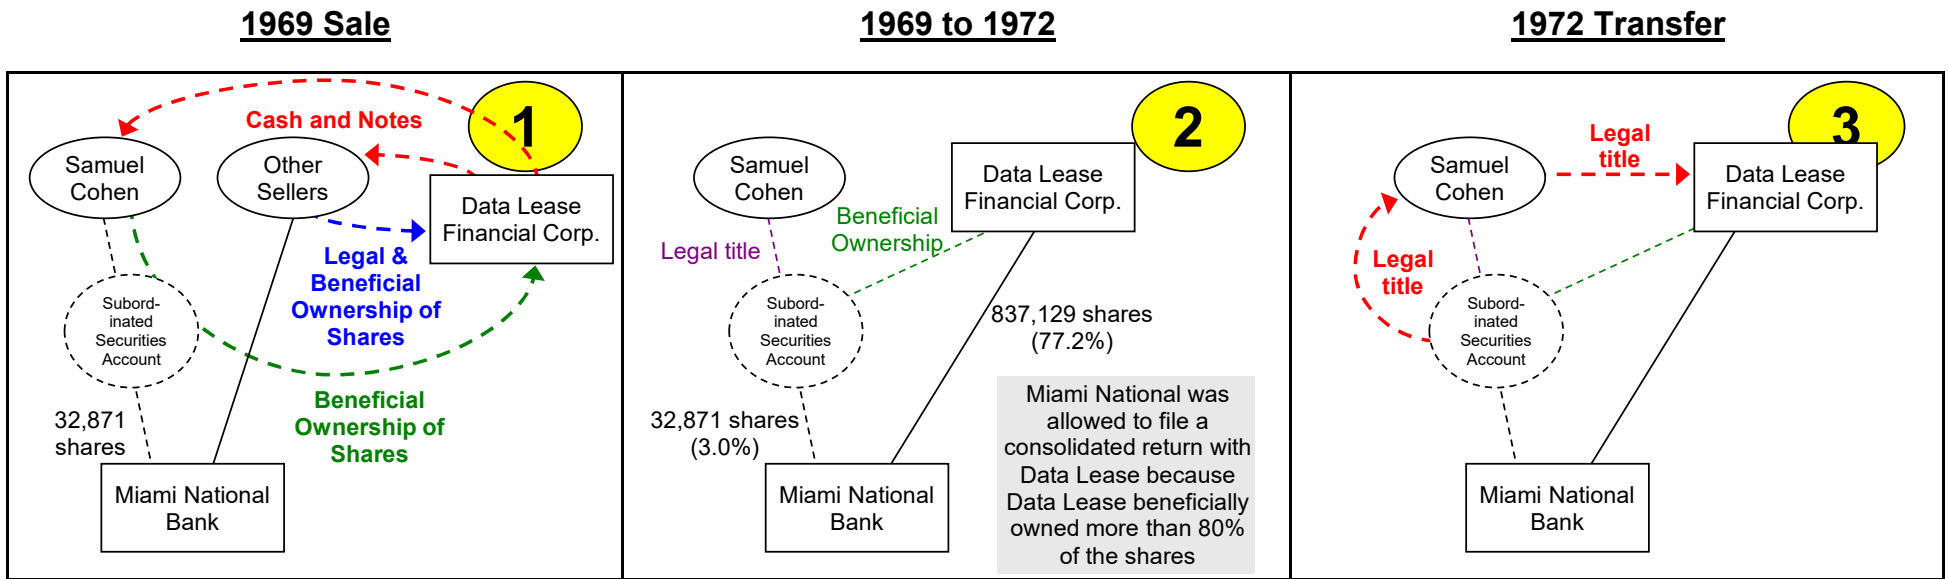 1969 Sale
1969 to 1972
1972 Transfer
1
Cash and Notes
Samuel
Cohen
Other
Sellers
Data Lease
Financial Corp.
Legal &
Beneficial
Ownership of
Shares
Subord-
inated
Securities
Account
Beneficial
Ownership of
Shares
32,871
shares
Miami National
Bank
2
Samuel
Cohen
Data Lease
Financial Corp.
Beneficial
Ownership
Legal title
Subord-
inated
Securities
Account
837,129 shares
(77.2%)
32,871 shares
(3.0%)
Miami National was
allowed to file a
consolidated return with
Data Lease because
Data Lease beneficially
owned more than 80%
of the shares
Miami National
Bank
3
Legal
title
Samuel
Cohen
Data Lease
Financial Corp.
Legal
title
Subord-
inated
Securities
Account
Miami National
Bank